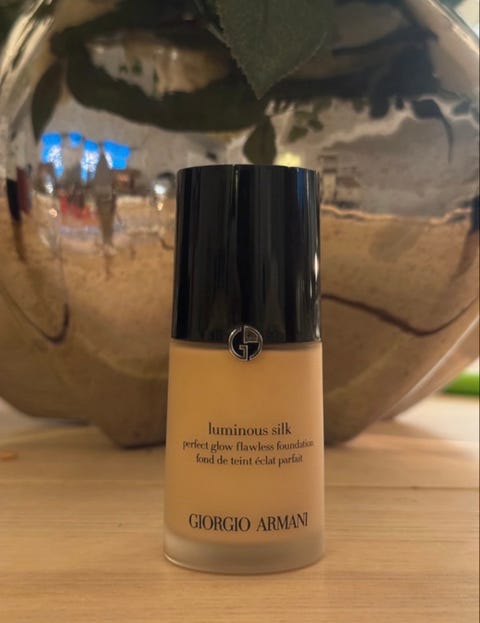 luminous silk
perfect glow flawless foundation
fond de teint éclat parfait
GIORGIO ARMANI